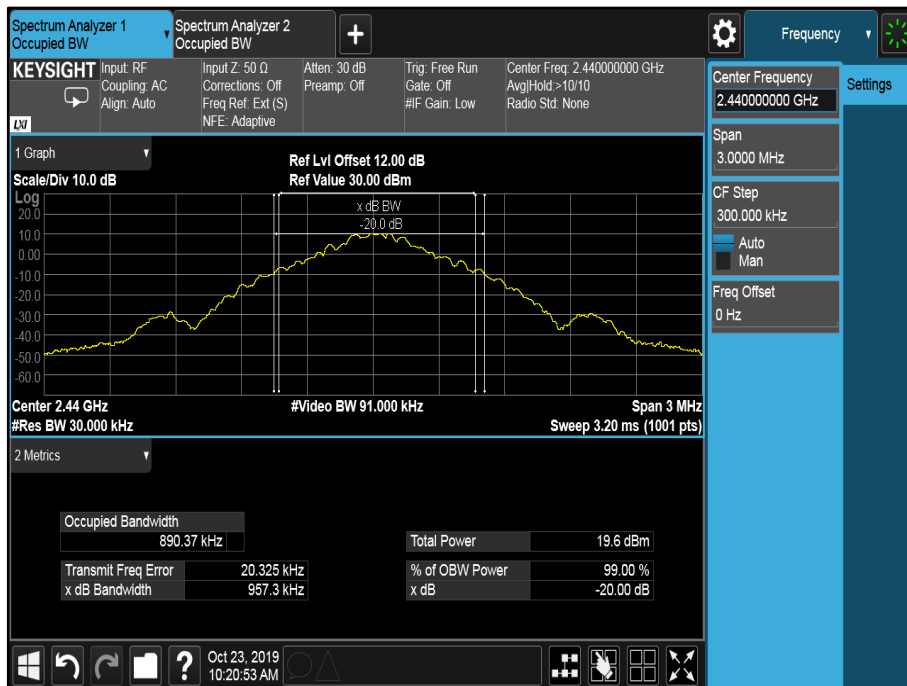 Spectrum Analyzer 1
Occupied BW
Spectrum Analyzer 2
Occupied BW
Frequency
KEYSIGHT
LXI
Input: RF
Coupling: AC
Align: Auto
Input Z: 50 Ω
Corrections: Off
Freq Ref: Ext (S)
NFE: Adaptive
Atten: 30 dB
Preamp: Off
Trig: Free Run
Gate: Off
#IF Gain: Low
Center Freq: 2.440000000 GHz
Avg|Hold:>10/10
Radio Std: None
Center Frequency
2.440000000 GHz
Settings
Span
3.0000 MHz
CF Step
300.000 kHz
Auto
Man
Freq Offset
0 Hz
1 Graph
Scale/Div 10.0 dB
Ref Lvl Offset 12.00 dB
Ref Value 30.00 dBm
Log
x dB BW
-20.0 dB
20.0
10.0
0.00
-10.0
-20.0
-30.0
-40.0
-50.0
-60.0
Center 2.44 GHz
#Video BW 91.000 kHz
Span 3 MHz
#Res BW 30.000 kHz
Sweep 3.20 ms (1001 pts)
2 Metrics
Occupied Bandwidth
890.37 kHz
Total Power 19.6 dBm
Transmit Freq Error 20.325 kHz
% of OBW Power 99.00 %
x dB Bandwidth 957.3 kHz
x dB -20.00 dB
?
Oct 23, 2019
10:20:53 AM